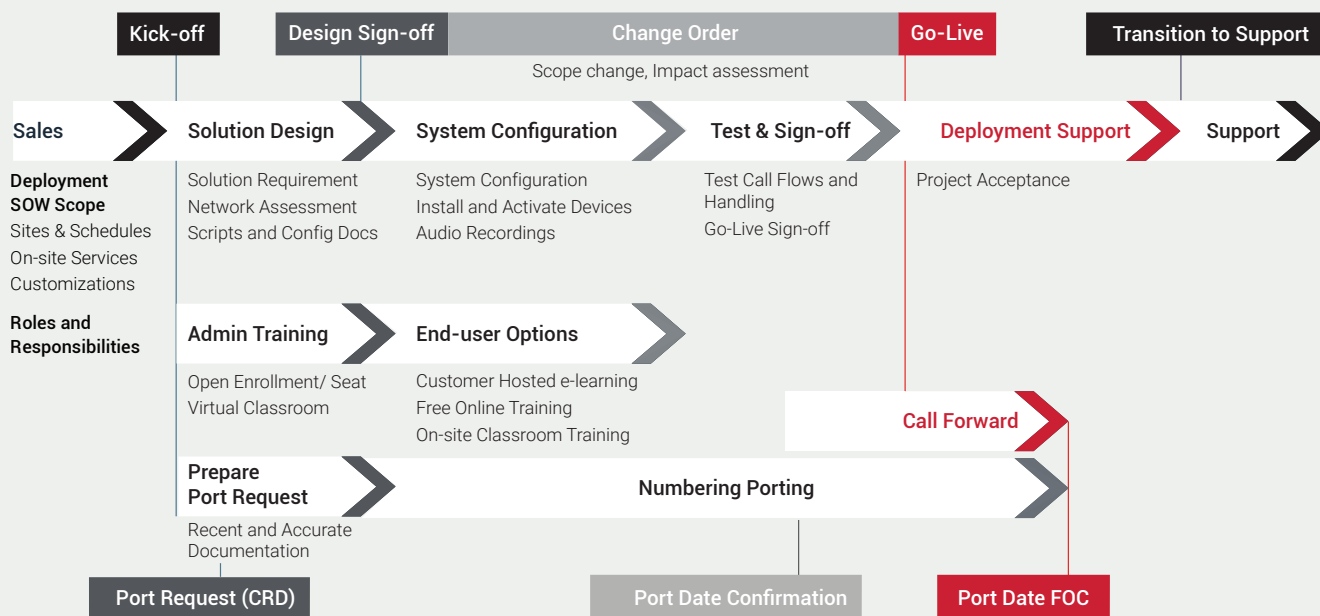 Kick-off
Design Sign-off
Change Order
Go-Live
Transition to Support
Scope change, Impact assessment
Sales
Solution Design
System Configuration
Test & Sign-off
Deployment Support
Support
Deployment
SOW Scope
Sites & Schedules
On-site Services
Customizations
Roles and
Responsibilities
Solution Requirement
Network Assessment
Scripts and Config Docs
System Configuration
Install and Activate Devices
Audio Recordings
Test Call Flows and
Handling
Go-Live Sign-off
Project Acceptance
Admin Training
End-user Options
Open Enrollment/ Seat
Virtual Classroom
Customer Hosted e-learning
Free Online Training
On-site Classroom Training
Call Forward
Prepare
Port Request
Numbering Porting
Recent and Accurate
Documentation
Port Request (CRD)
Port Date Confirmation
Port Date FOC